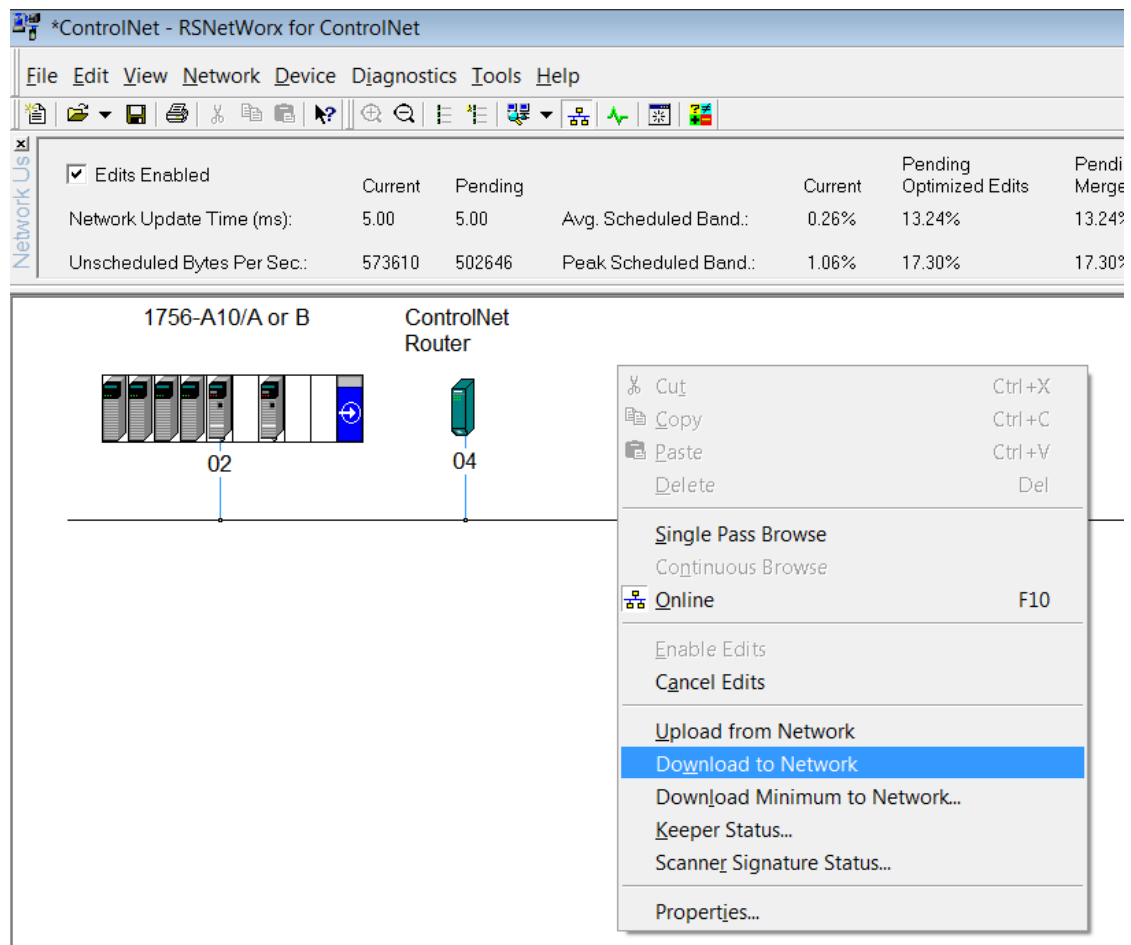 *ControlNet - RSNetWorx for ControlNet
File Edit View Network Device Diagnostics Tools Help
Network Us
Edits Enabled Current Pending Current Pending Optimized Edits Pendi Merge
Network Update Time (ms): 5.00 5.00 Avg. Scheduled Band.: 0.26% 13.24% 13.24%
Unscheduled Bytes Per Sec.: 573610 502646 Peak Scheduled Band.: 1.06% 17.30% 17.30%
1756-A10/A or B
ControlNet
Router
02
04
Cut Ctrl+X
Copy Ctrl+C
Paste Ctrl+V
Delete Del
Single Pass Browse
Continuous Browse
Online F10
Enable Edits
Cancel Edits
Upload from Network
Download to Network
Download Minimum to Network...
Keeper Status...
Scanner Signature Status...
Properties...